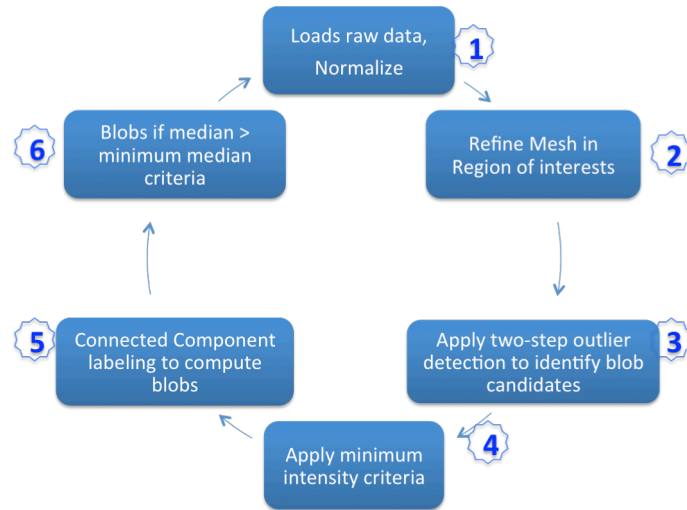 Loads raw data,
Normalize
1
Refine Mesh in
Region of interests
2
Apply two-step outlier
detection to identify blob
candidates
3
Apply minimum
intensity criteria
4
Connected Component
labeling to compute
blobs
5
Blobs if median >
minimum median
criteria
6